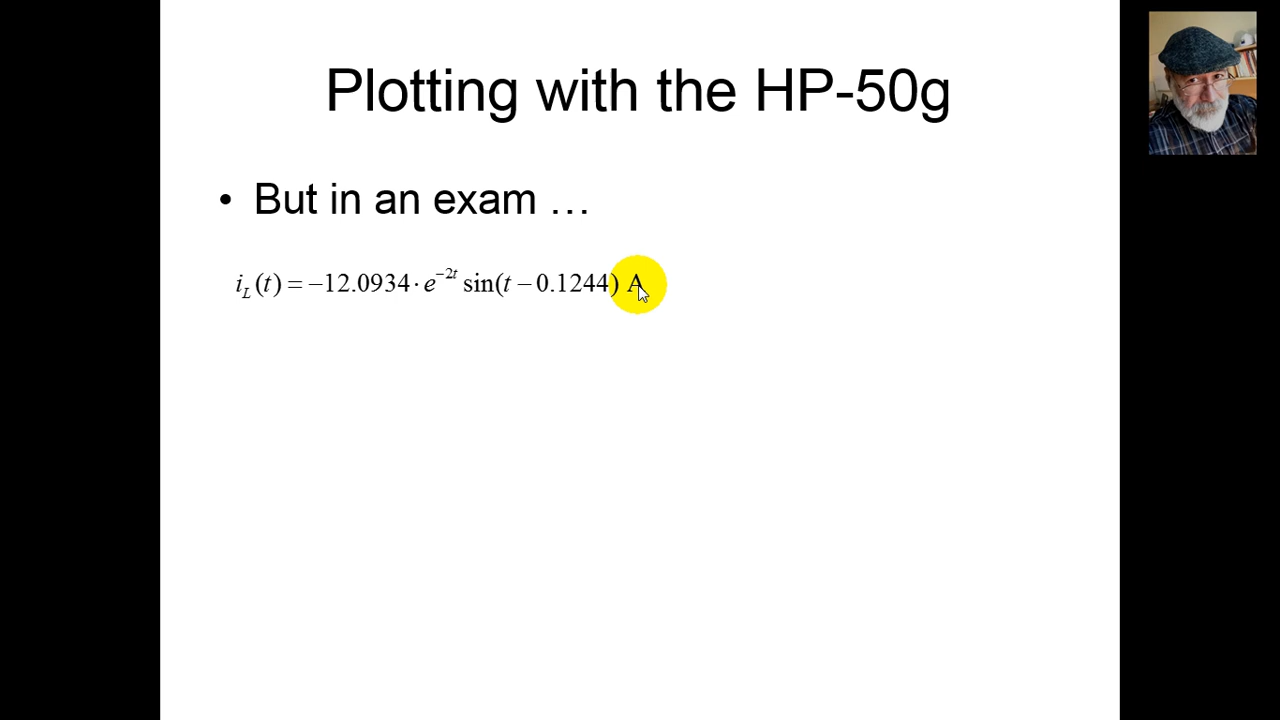 Plotting with the HP-50g
• But in an exam …
i_L(t) = −12.0934 · e^{−2t} sin(t − 0.1244) A